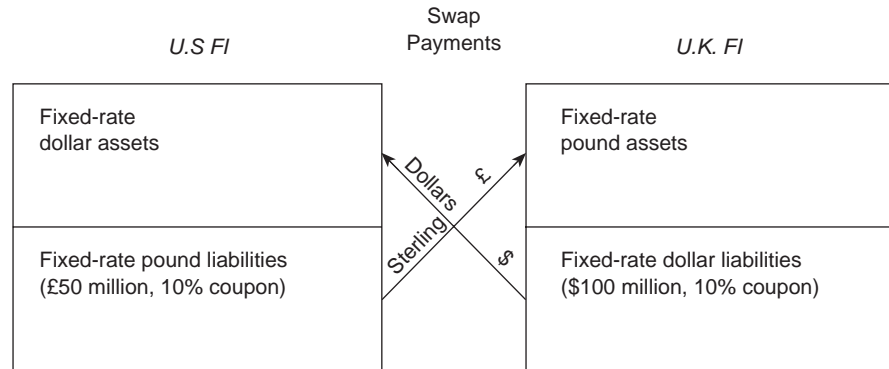 Swap
Payments
U.S FI
U.K. FI
Fixed-rate
dollar assets
Fixed-rate
pound assets
Dollars
£
Sterling
$
Fixed-rate pound liabilities
(£50 million, 10% coupon)
Fixed-rate dollar liabilities
($100 million, 10% coupon)